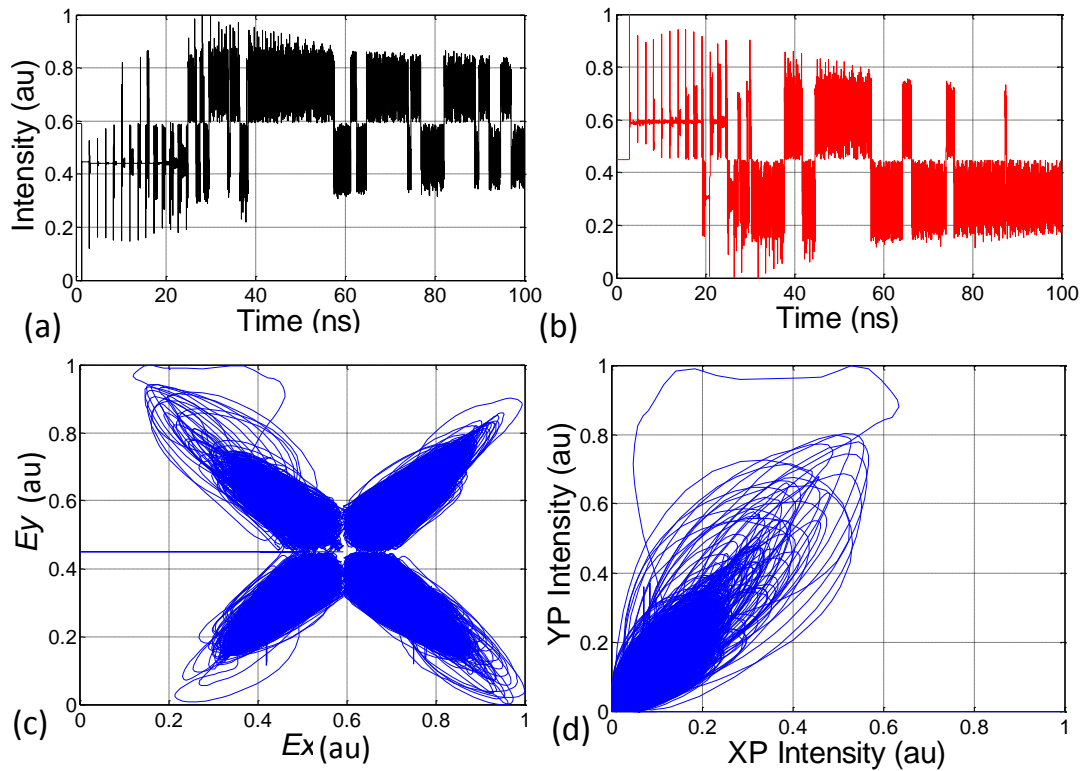 1
0.8
0.6
0.4
0.2
0
0 20 40 60 80 100
Intensity (au)
Time (ns)
(a)
1
0.8
0.6
0.4
0.2
0
0 20 40 60 80 100
Time (ns)
(b)
1
0.8
0.6
0.4
0.2
0
0 0.2 0.4 0.6 0.8 1
Ey (au)
Ex (au)
(c)
1
0.8
0.6
0.4
0.2
0
0 0.2 0.4 0.6 0.8 1
YP Intensity (au)
XP Intensity (au)
(d)